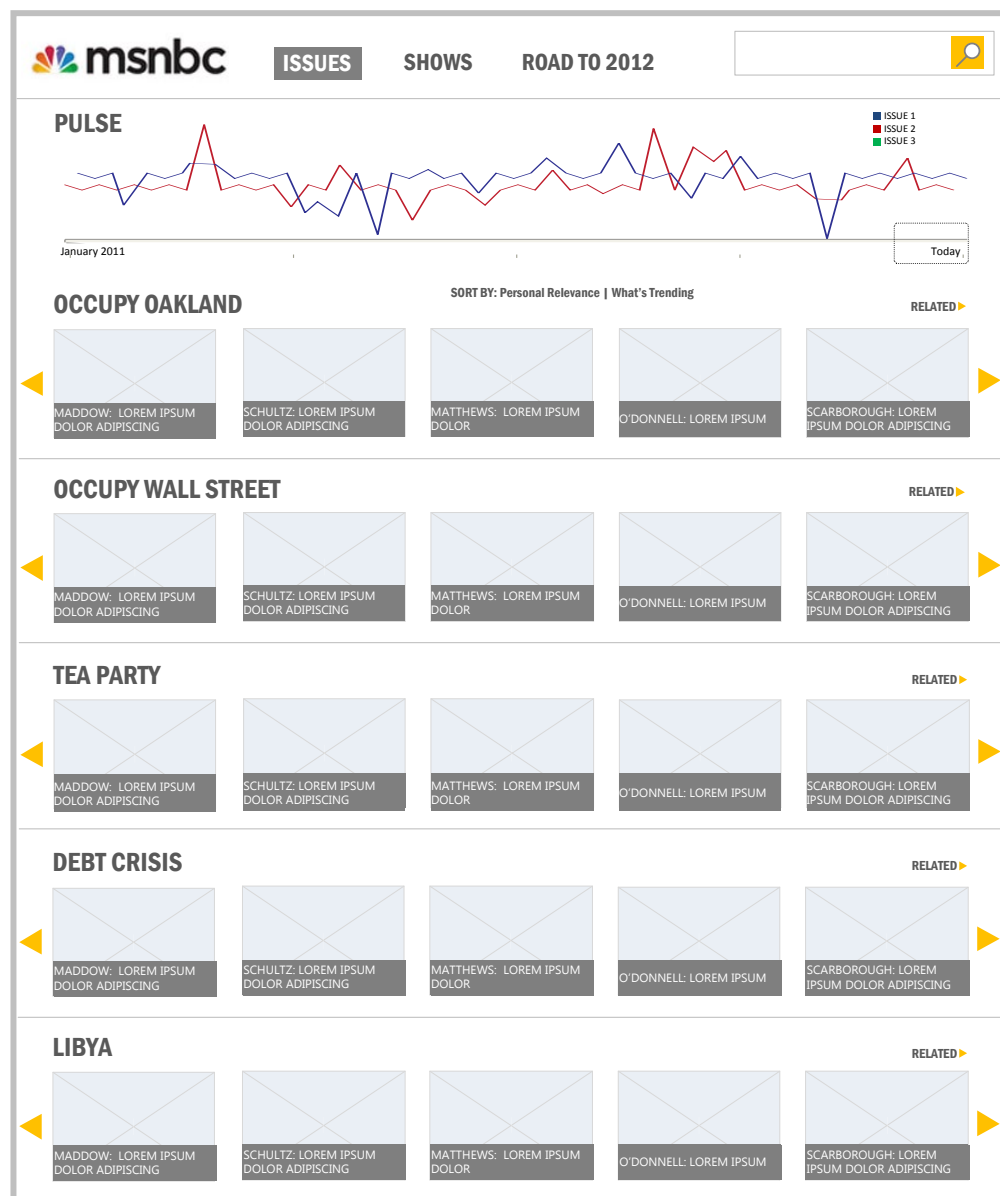 msnbc
ISSUES
SHOWS
ROAD TO 2012
PULSE
ISSUE 1
ISSUE 2
ISSUE 3
January 2011
Today
SORT BY: Personal Relevance | What's Trending
OCCUPY OAKLAND
RELATED
MADDOW: LOREM IPSUM
DOLOR ADIPISCING
SCHULTZ: LOREM IPSUM
DOLOR ADIPISCING
MATTHEWS: LOREM IPSUM
DOLOR
O'DONNELL: LOREM IPSUM
SCARBOROUGH: LOREM
IPSUM DOLOR ADIPISCING
OCCUPY WALL STREET
RELATED
MADDOW: LOREM IPSUM
DOLOR ADIPISCING
SCHULTZ: LOREM IPSUM
DOLOR ADIPISCING
MATTHEWS: LOREM IPSUM
DOLOR
O'DONNELL: LOREM IPSUM
SCARBOROUGH: LOREM
IPSUM DOLOR ADIPISCING
TEA PARTY
RELATED
MADDOW: LOREM IPSUM
DOLOR ADIPISCING
SCHULTZ: LOREM IPSUM
DOLOR ADIPISCING
MATTHEWS: LOREM IPSUM
DOLOR
O'DONNELL: LOREM IPSUM
SCARBOROUGH: LOREM
IPSUM DOLOR ADIPISCING
DEBT CRISIS
RELATED
MADDOW: LOREM IPSUM
DOLOR ADIPISCING
SCHULTZ: LOREM IPSUM
DOLOR ADIPISCING
MATTHEWS: LOREM IPSUM
DOLOR
O'DONNELL: LOREM IPSUM
SCARBOROUGH: LOREM
IPSUM DOLOR ADIPISCING
LIBYA
RELATED
MADDOW: LOREM IPSUM
DOLOR ADIPISCING
SCHULTZ: LOREM IPSUM
DOLOR ADIPISCING
MATTHEWS: LOREM IPSUM
DOLOR
O'DONNELL: LOREM IPSUM
SCARBOROUGH: LOREM
IPSUM DOLOR ADIPISCING